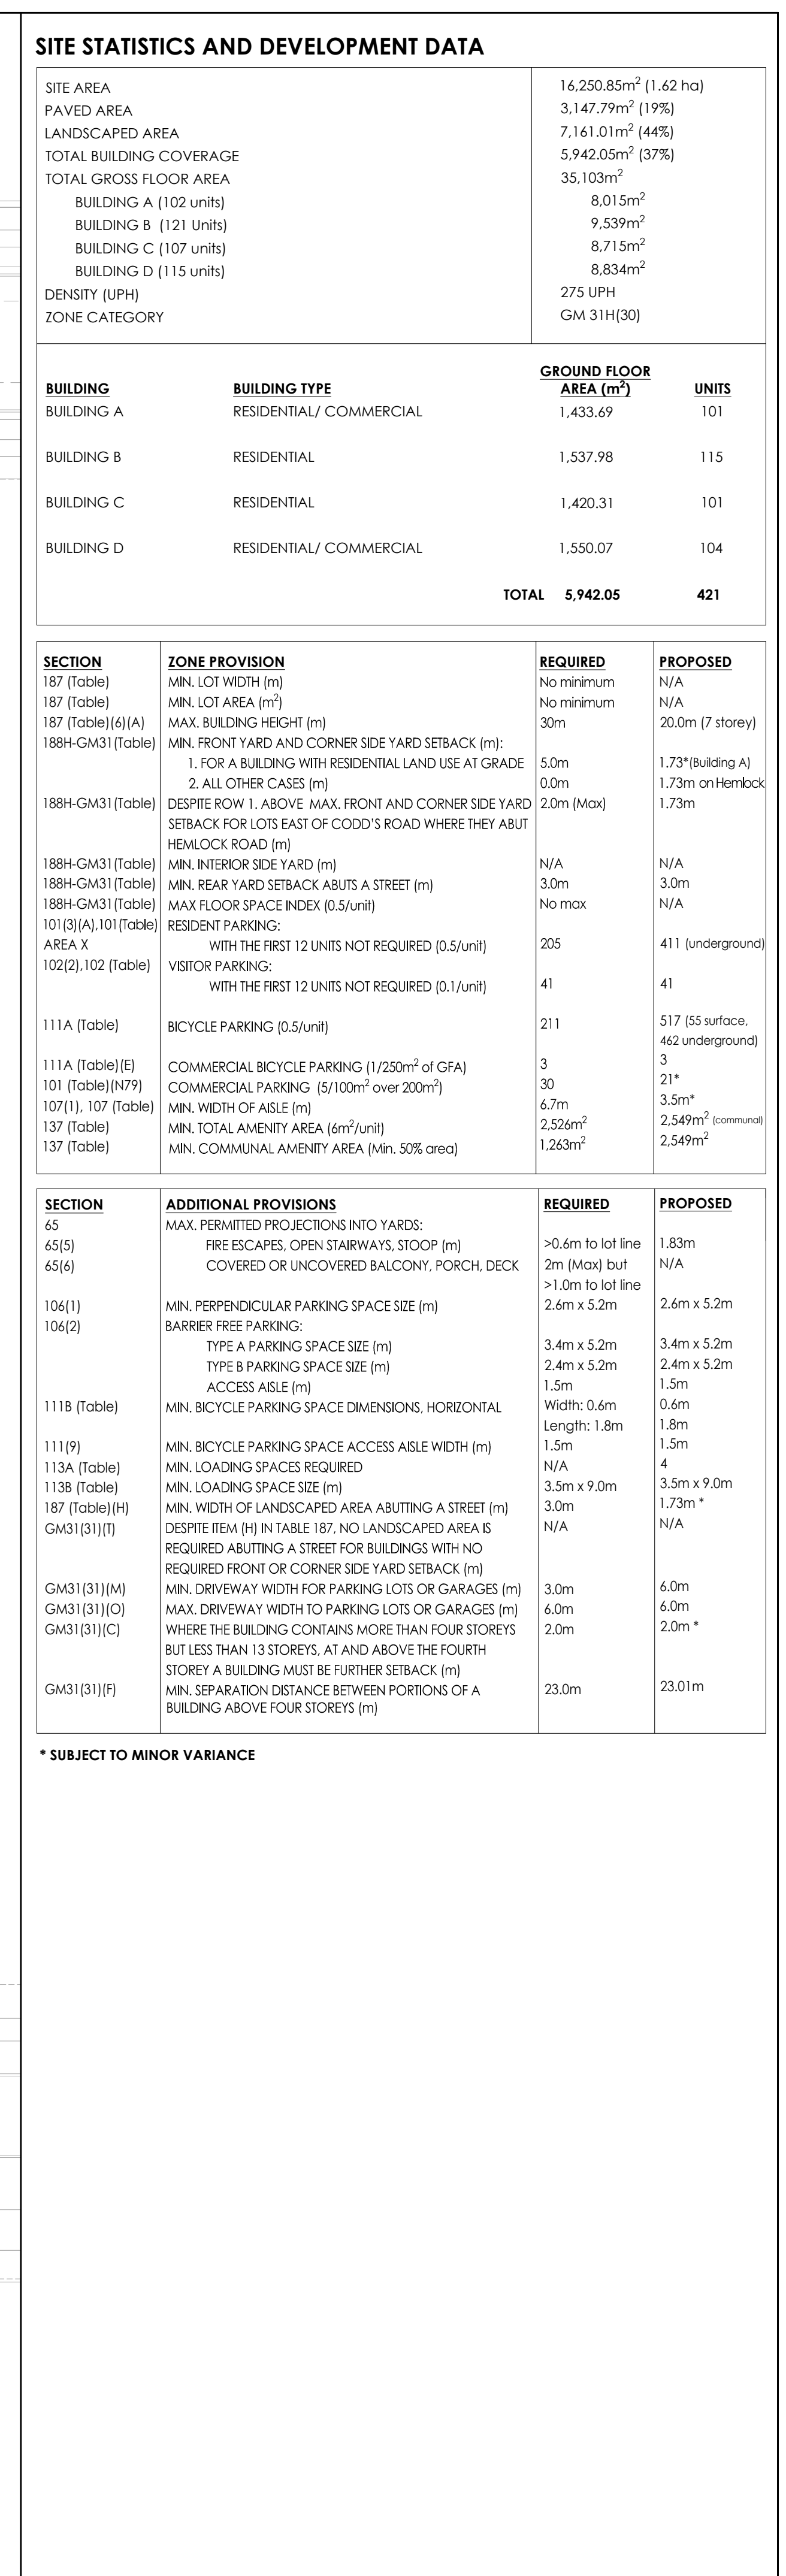 SITE STATISTICS AND DEVELOPMENT DATA
SITE AREA 16,250.85m² (1.62 ha)
PAVED AREA 3,147.79m² (19%)
LANDSCAPED AREA 7,161.01m² (44%)
TOTAL BUILDING COVERAGE 5,942.05m² (37%)
TOTAL GROSS FLOOR AREA 35,103m²
BUILDING A (102 units) 8,015m²
BUILDING B (121 Units) 9,539m²
BUILDING C (107 units) 8,715m²
BUILDING D (115 units) 8,834m²
DENSITY (UPH) 275 UPH
ZONE CATEGORY GM 31H(30)
GROUND FLOOR
BUILDING BUILDING TYPE AREA (m²) UNITS
BUILDING A RESIDENTIAL/ COMMERCIAL 1,433.69 101
BUILDING B RESIDENTIAL 1,537.98 115
BUILDING C RESIDENTIAL 1,420.31 101
BUILDING D RESIDENTIAL/ COMMERCIAL 1,550.07 104
TOTAL 5,942.05 421
SECTION ZONE PROVISION REQUIRED PROPOSED
187 (Table) MIN. LOT WIDTH (m) No minimum N/A
187 (Table) MIN. LOT AREA (m²) No minimum N/A
187 (Table)(6)(A) MAX. BUILDING HEIGHT (m) 30m 20.0m (7 storey)
188H-GM31(Table) MIN. FRONT YARD AND CORNER SIDE YARD SETBACK (m):
1. FOR A BUILDING WITH RESIDENTIAL LAND USE AT GRADE 5.0m 1.73*(Building A)
2. ALL OTHER CASES (m) 0.0m 1.73m on Hemlock
188H-GM31(Table) DESPITE ROW 1. ABOVE MAX. FRONT AND CORNER SIDE YARD 2.0m (Max) 1.73m
SETBACK FOR LOTS EAST OF CODD'S ROAD WHERE THEY ABUT
HEMLOCK ROAD (m)
188H-GM31(Table) MIN. INTERIOR SIDE YARD (m) N/A N/A
188H-GM31(Table) MIN. REAR YARD SETBACK ABUTS A STREET (m) 3.0m 3.0m
188H-GM31(Table) MAX FLOOR SPACE INDEX (0.5/unit) No max N/A
101(3)(A),101(Table) RESIDENT PARKING:
AREA X WITH THE FIRST 12 UNITS NOT REQUIRED (0.5/unit) 205 411 (underground)
102(2),102 (Table) VISITOR PARKING:
WITH THE FIRST 12 UNITS NOT REQUIRED (0.1/unit) 41 41
111A (Table) BICYCLE PARKING (0.5/unit) 211 517 (55 surface,
462 underground)
111A (Table)(E) COMMERCIAL BICYCLE PARKING (1/250m² of GFA) 3 3
101 (Table)(N79) COMMERCIAL PARKING (5/100m² over 200m²) 30 21*
107(1), 107 (Table) MIN. WIDTH OF AISLE (m) 6.7m 3.5m*
137 (Table) MIN. TOTAL AMENITY AREA (6m²/unit) 2,526m² 2,549m² (communal)
137 (Table) MIN. COMMUNAL AMENITY AREA (Min. 50% area) 1,263m² 2,549m²
SECTION ADDITIONAL PROVISIONS REQUIRED PROPOSED
65 MAX. PERMITTED PROJECTIONS INTO YARDS:
65(5) FIRE ESCAPES, OPEN STAIRWAYS, STOOP (m) >0.6m to lot line 1.83m
65(6) COVERED OR UNCOVERED BALCONY, PORCH, DECK 2m (Max) but N/A
>1.0m to lot line
106(1) MIN. PERPENDICULAR PARKING SPACE SIZE (m) 2.6m x 5.2m 2.6m x 5.2m
106(2) BARRIER FREE PARKING:
TYPE A PARKING SPACE SIZE (m) 3.4m x 5.2m 3.4m x 5.2m
TYPE B PARKING SPACE SIZE (m) 2.4m x 5.2m 2.4m x 5.2m
ACCESS AISLE (m) 1.5m 1.5m
111B (Table) MIN. BICYCLE PARKING SPACE DIMENSIONS, HORIZONTAL Width: 0.6m 0.6m
Length: 1.8m 1.8m
111(9) MIN. BICYCLE PARKING SPACE ACCESS AISLE WIDTH (m) 1.5m 1.5m
113A (Table) MIN. LOADING SPACES REQUIRED N/A 4
113B (Table) MIN. LOADING SPACE SIZE (m) 3.5m x 9.0m 3.5m x 9.0m
187 (Table)(H) MIN. WIDTH OF LANDSCAPED AREA ABUTTING A STREET (m) 3.0m 1.73m *
GM31(31)(T) DESPITE ITEM (H) IN TABLE 187, NO LANDSCAPED AREA IS N/A N/A
REQUIRED ABUTTING A STREET FOR BUILDINGS WITH NO
REQUIRED FRONT OR CORNER SIDE YARD SETBACK (m)
GM31(31)(M) MIN. DRIVEWAY WIDTH FOR PARKING LOTS OR GARAGES (m) 3.0m 6.0m
GM31(31)(O) MAX. DRIVEWAY WIDTH TO PARKING LOTS OR GARAGES (m) 6.0m 6.0m
GM31(31)(C) WHERE THE BUILDING CONTAINS MORE THAN FOUR STOREYS 2.0m 2.0m *
BUT LESS THAN 13 STOREYS, AT AND ABOVE THE FOURTH
STOREY A BUILDING MUST BE FURTHER SETBACK (m)
GM31(31)(F) MIN. SEPARATION DISTANCE BETWEEN PORTIONS OF A 23.0m 23.01m
BUILDING ABOVE FOUR STOREYS (m)
* SUBJECT TO MINOR VARIANCE